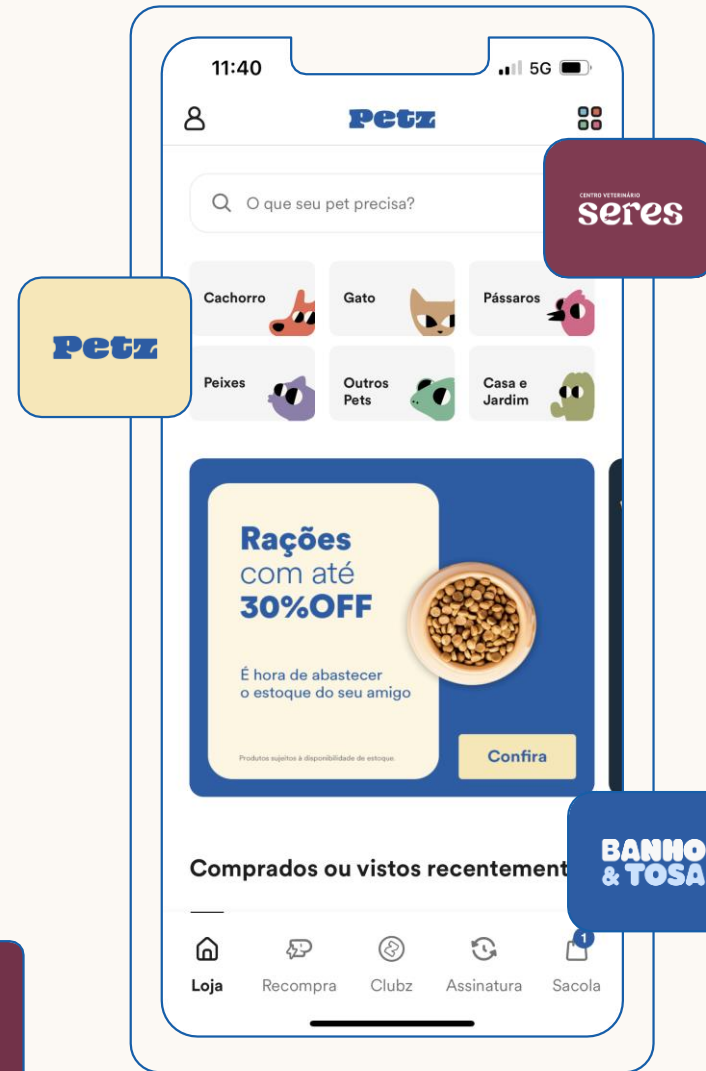 11:40
5G
Petz
O que seu pet precisa?
CENTRO VETERINÁRIO
seres
Cachorro
Gato
Pássaros
Petz
Peixes
Outros
Pets
Casa e
Jardim
Rações
com até
30%OFF
É hora de abastecer
o estoque do seu amigo
Produtos sujeitos à disponibilidade de estoque.
Confira
BANHO
& TOSA
Comprados ou vistos recentement
1
Loja
Recompra
Clubz
Assinatura
Sacola